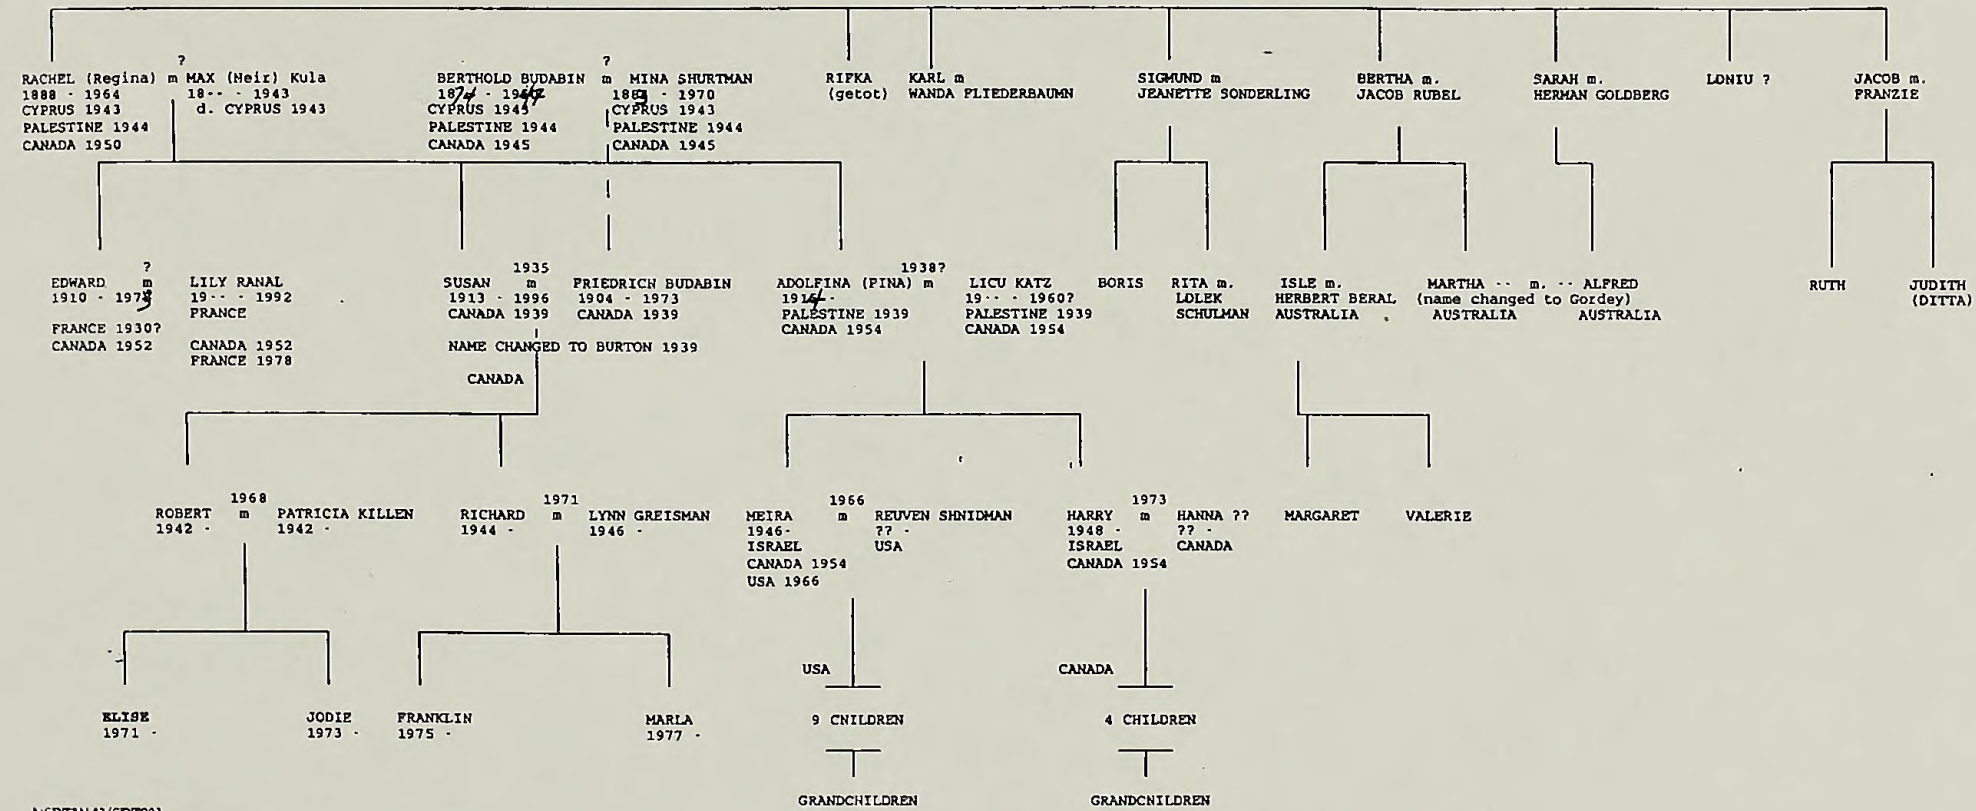 ?
RACHEL (Regina) m MAX (Meir) Kula
1888 - 1964
18-- - 1943
CYPRUS 1943
d. CYPRUS 1943
PALESTINE 1944
CANADA 1950
?
BERTHOLD BUDABIN m MINA SHURTMAN
1874 -
1883 - 1970
CYPRUS 1943
CYPRUS 1943
PALESTINE 1944
PALESTINE 1944
CANADA 1945
CANADA 1945
RIFKA
(getot)
KARL m
WANDA FLIEDERBAUMN
SIGMUND m
JEANETTE SONDERLING
BERTHA m.
JACOB RUBEL
SARAH m.
HERMAN GOLDBERG
LONIU ?
JACOB m.
FRANZIE
?
EDWARD m LILY RANAL
1910 - 1973
19-- - 1992
FRANCE
FRANCE 1930?
CANADA 1952
CANADA 1952
FRANCE 1978
1935
SUSAN m FRIEDRICH BUDABIN
1913 - 1996
1904 - 1973
CANADA 1939
CANADA 1939
NAME CHANGED TO BURTON 1939
CANADA
1938?
ADOLFINA (PINA) m LICU KATZ
1914 -
19-- - 1960?
PALESTINE 1939
PALESTINE 1939
CANADA 1954
CANADA 1954
BORIS
RITA m.
LOLEK
SCHULMAN
ISLE m.
HERBERT BERAL
AUSTRALIA
MARTHA -- m. -- ALFRED
(name changed to Gordey)
AUSTRALIA AUSTRALIA
RUTH
JUDITH
(DITTA)
1968
ROBERT m PATRICIA KILLEN
1942 -
1942 -
1971
RICHARD m LYNN GREISMAN
1944 -
1946 -
1966
MEIRA m REUVEN SHNIDMAN
1946-
?? -
ISRAEL
USA
CANADA 1954
USA 1966
1973
HARRY m HANNA ??
1948 -
?? -
ISRAEL
CANADA
CANADA 1954
MARGARET
VALERIE
USA
CANADA
ELISE
1971 -
JODIE
1973 -
FRANKLIN
1975 -
MARLA
1977 -
9 CHILDREN
4 CHILDREN
GRANDCHILDREN
GRANDCHILDREN